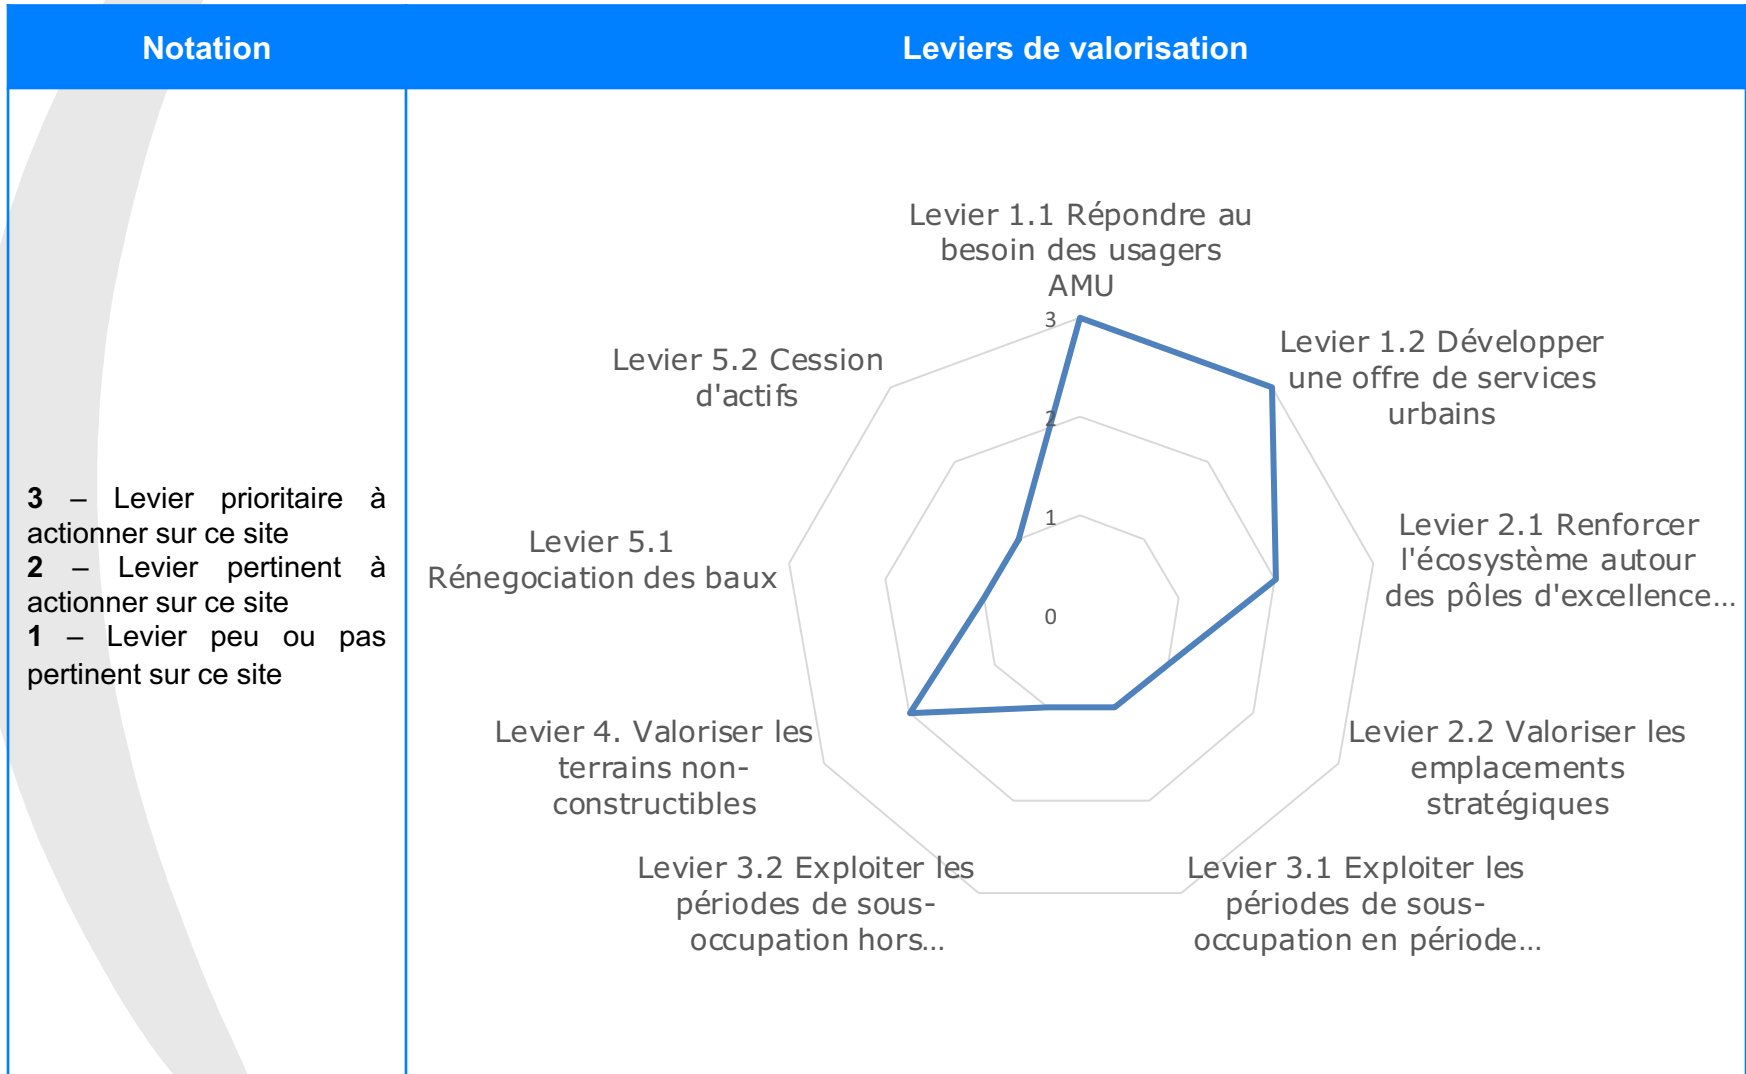 Notation
Leviers de valorisation
3 – Levier prioritaire à
actionner sur ce site
2 – Levier pertinent à
actionner sur ce site
1 – Levier peu ou pas
pertinent sur ce site
Levier 1.1 Répondre au
besoin des usagers
AMU
Levier 1.2 Développer
une offre de services
urbains
Levier 2.1 Renforcer
l'écosystème autour
des pôles d'excellence...
Levier 2.2 Valoriser les
emplacements
stratégiques
Levier 3.1 Exploiter les
périodes de sous-
occupation en période...
Levier 3.2 Exploiter les
périodes de sous-
occupation hors...
Levier 4. Valoriser les
terrains non-
constructibles
Levier 5.1
Rénegociation des baux
Levier 5.2 Cession
d'actifs
3
2
1
0